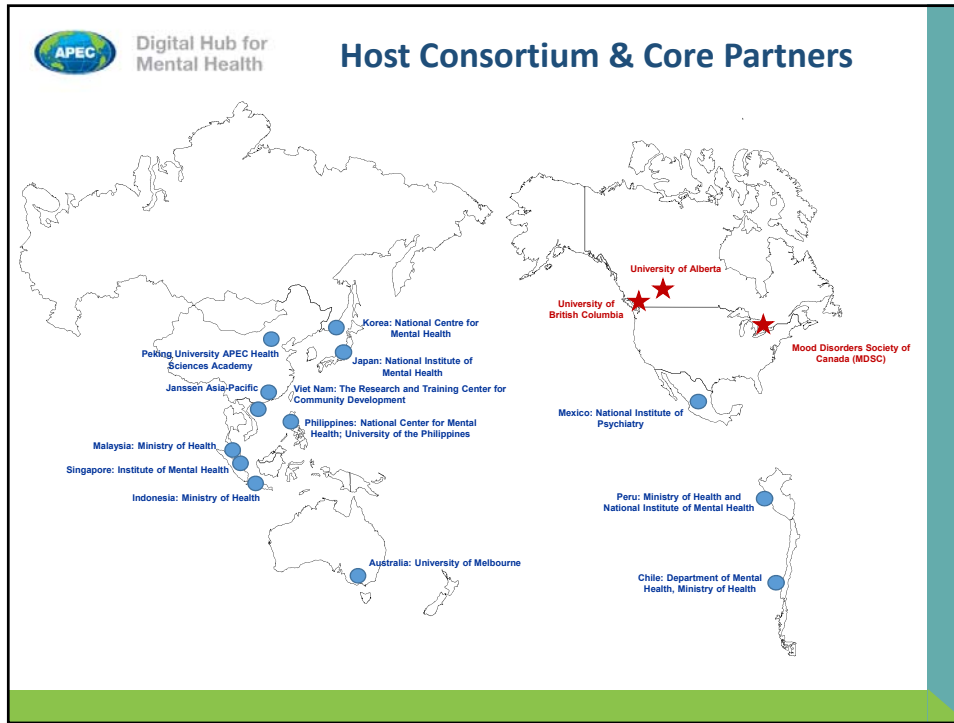 APEC
Digital Hub for
Mental Health
Host Consortium & Core Partners
University of Alberta
University of
British Columbia
Mood Disorders Society of
Canada (MDSC)
Korea: National Centre for
Mental Health
Peking University APEC Health
Sciences Academy
Japan: National Institute of
Mental Health
Janssen Asia-Pacific
Viet Nam: The Research and Training Center for
Community Development
Philippines: National Center for Mental
Health; University of the Philippines
Mexico: National Institute of
Psychiatry
Malaysia: Ministry of Health
Singapore: Institute of Mental Health
Indonesia: Ministry of Health
Peru: Ministry of Health and
National Institute of Mental Health
Australia: University of Melbourne
Chile: Department of Mental
Health, Ministry of Health